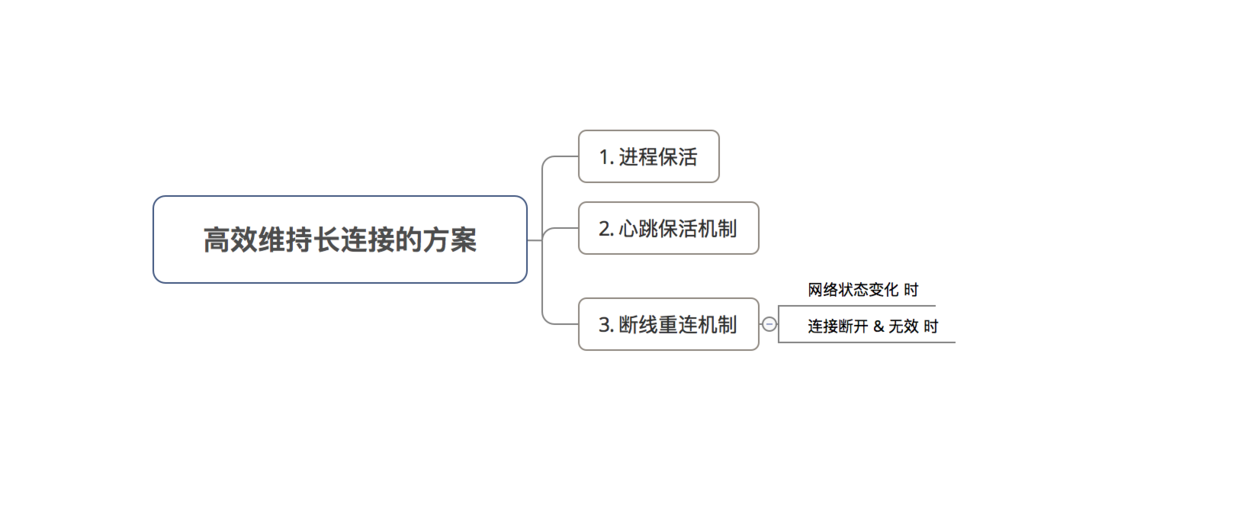 高效维持长连接的方案
1. 进程保活
2. 心跳保活机制
3. 断线重连机制
网络状态变化 时
连接断开 & 无效 时